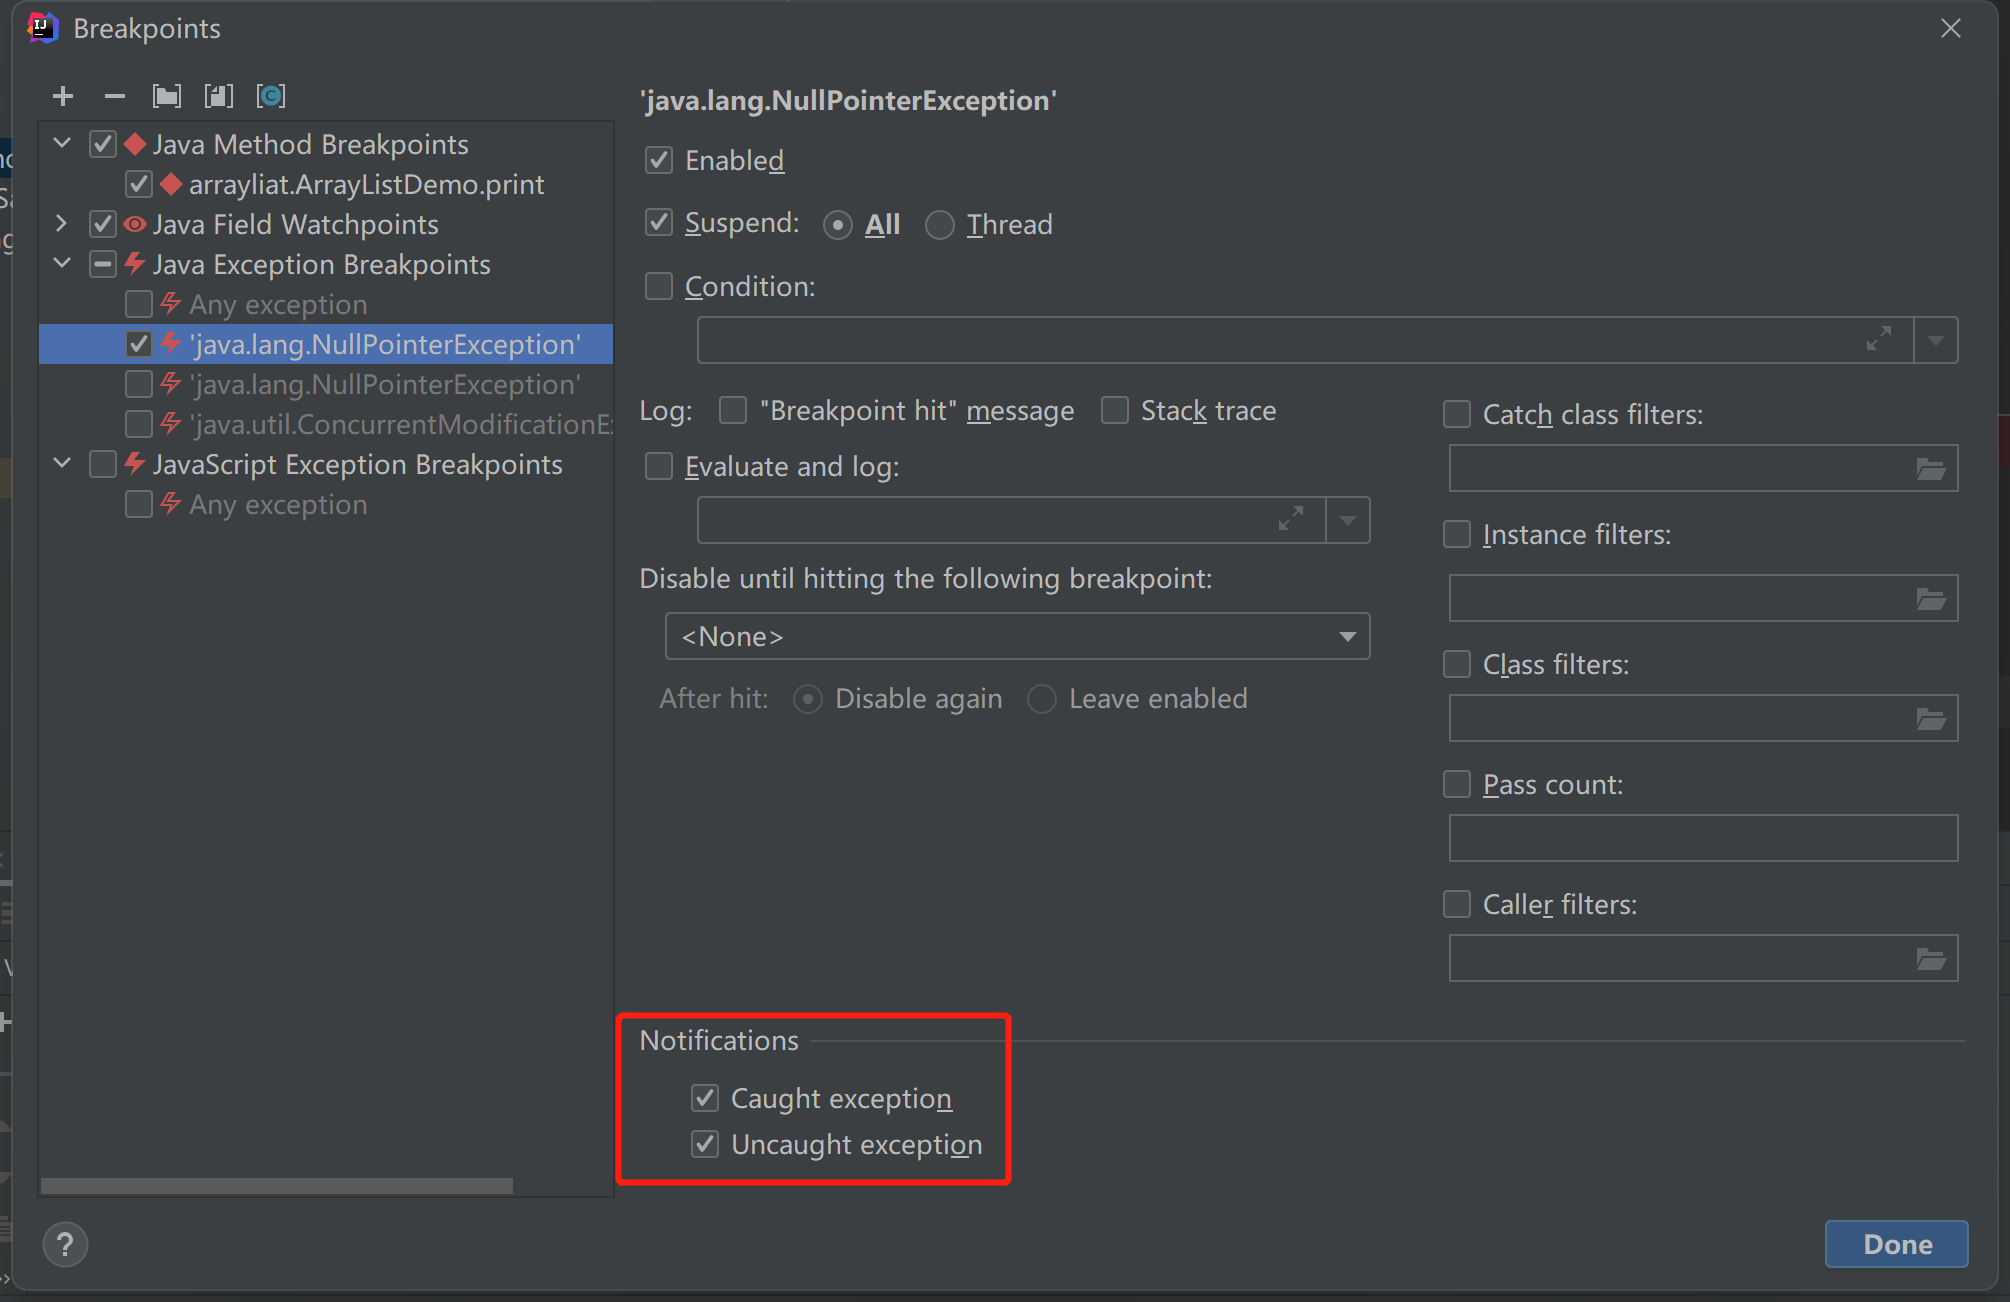 Breakpoints
Java Method Breakpoints
arrayliat.ArrayListDemo.print
Java Field Watchpoints
Java Exception Breakpoints
Any exception
'java.lang.NullPointerException'
'java.lang.NullPointerException'
'java.util.ConcurrentModificationE
JavaScript Exception Breakpoints
Any exception
'java.lang.NullPointerException'
Enabled
Suspend: All Thread
Condition:
Log: "Breakpoint hit" message Stack trace
Evaluate and log:
Disable until hitting the following breakpoint:
<None>
After hit: Disable again Leave enabled
Catch class filters:
Instance filters:
Class filters:
Pass count:
Caller filters:
Notifications
Caught exception
Uncaught exception
?
Done